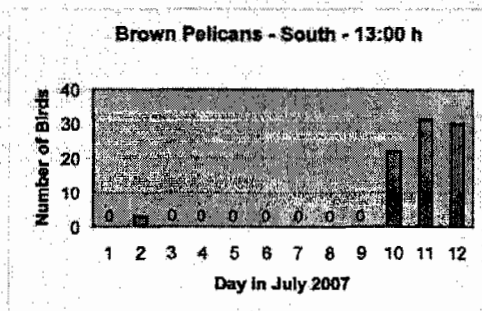 Brown Pelicans - South - 13:00 h
Number of Birds
40
30
20
10
0
0 0 0 0 0 0 0 0
1 2 3 4 5 6 7 8 9 10 11 12
Day in July 2007